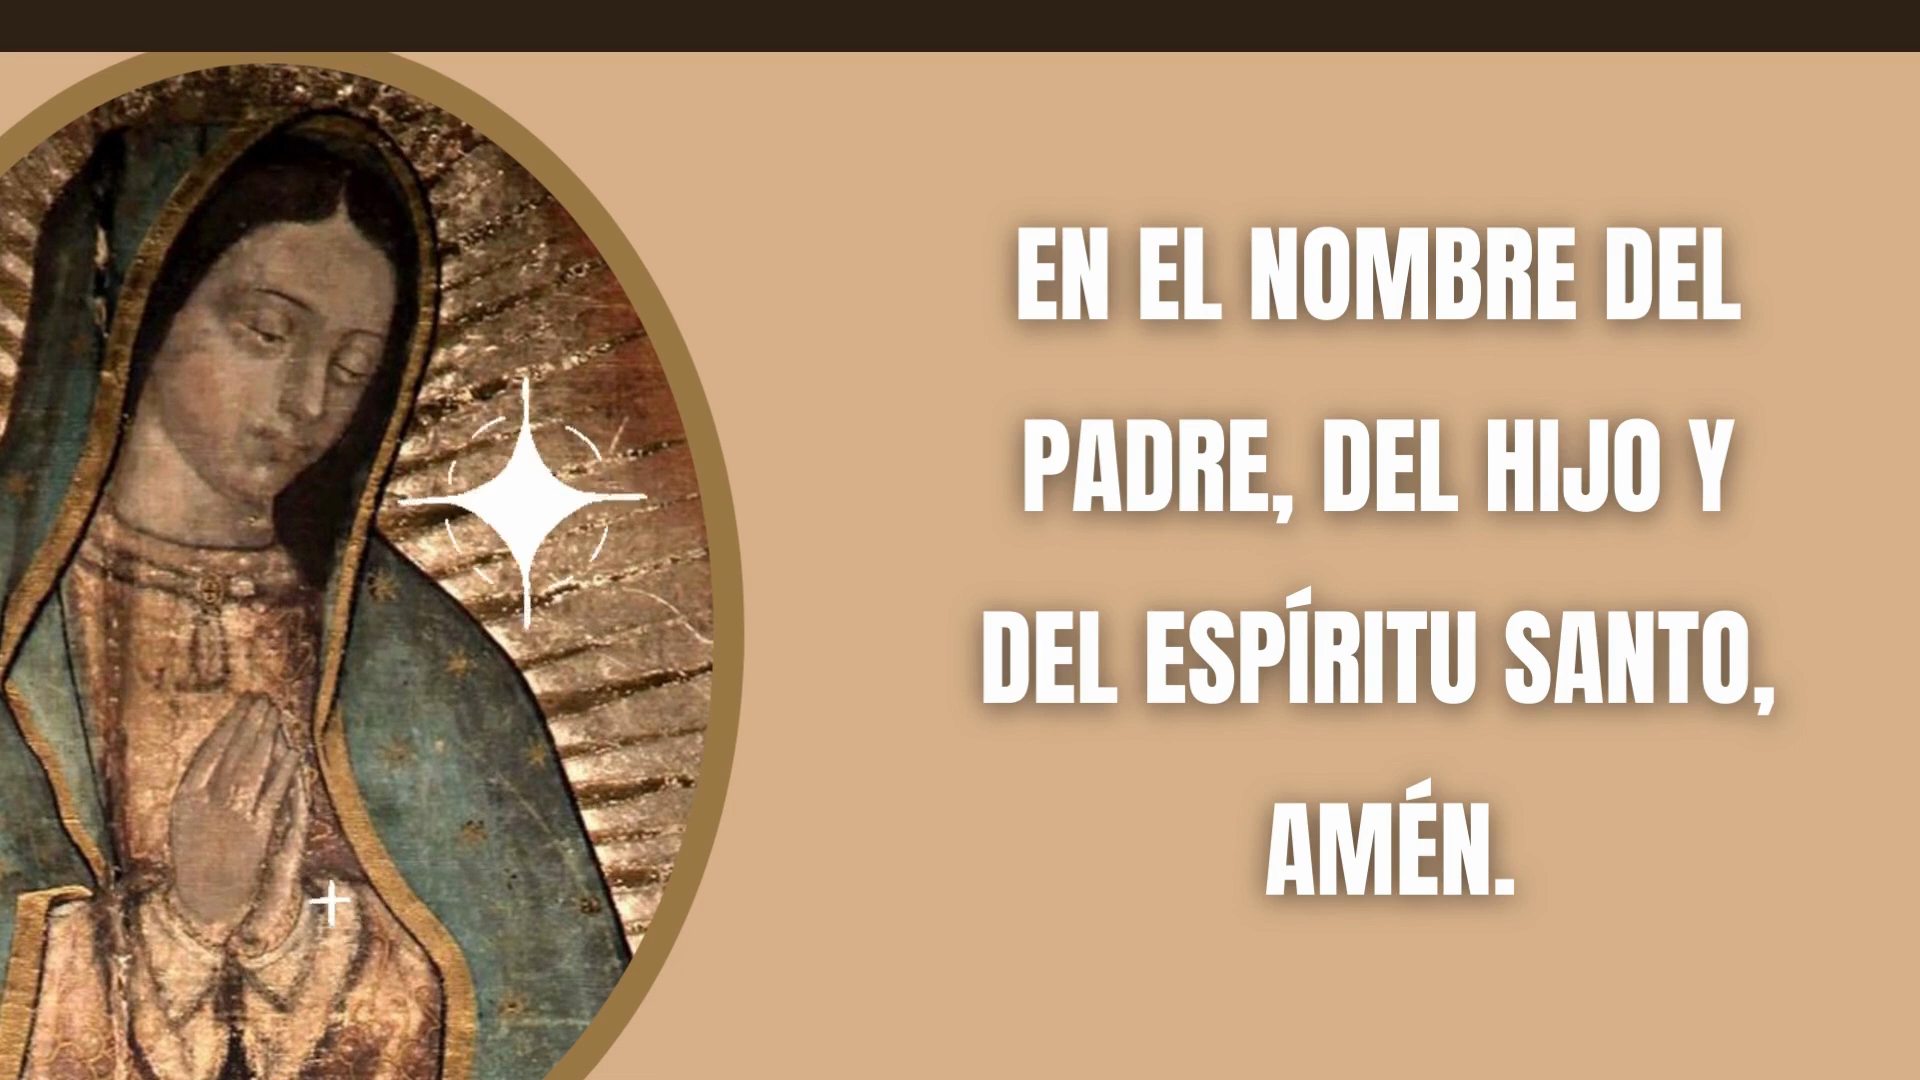 EN EL NOMBRE DEL
PADRE, DEL HIJO Y
DEL ESPÍRITU SANTO,
AMÉN.